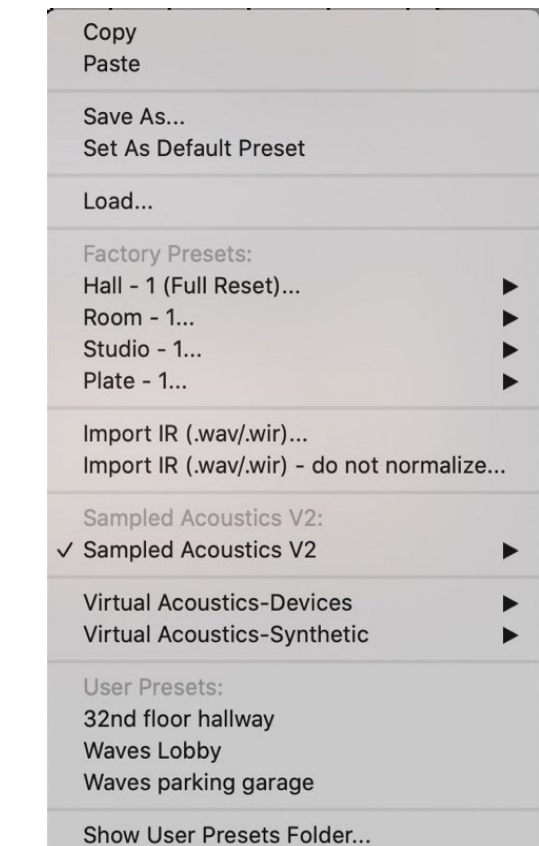 Copy
Paste
Save As...
Set As Default Preset
Load...
Factory Presets:
Hall - 1 (Full Reset)...
Room - 1...
Studio - 1...
Plate - 1...
Import IR (.wav/.wir)...
Import IR (.wav/.wir) - do not normalize...
Sampled Acoustics V2:
✓ Sampled Acoustics V2
Virtual Acoustics-Devices
Virtual Acoustics-Synthetic
User Presets:
32nd floor hallway
Waves Lobby
Waves parking garage
Show User Presets Folder...